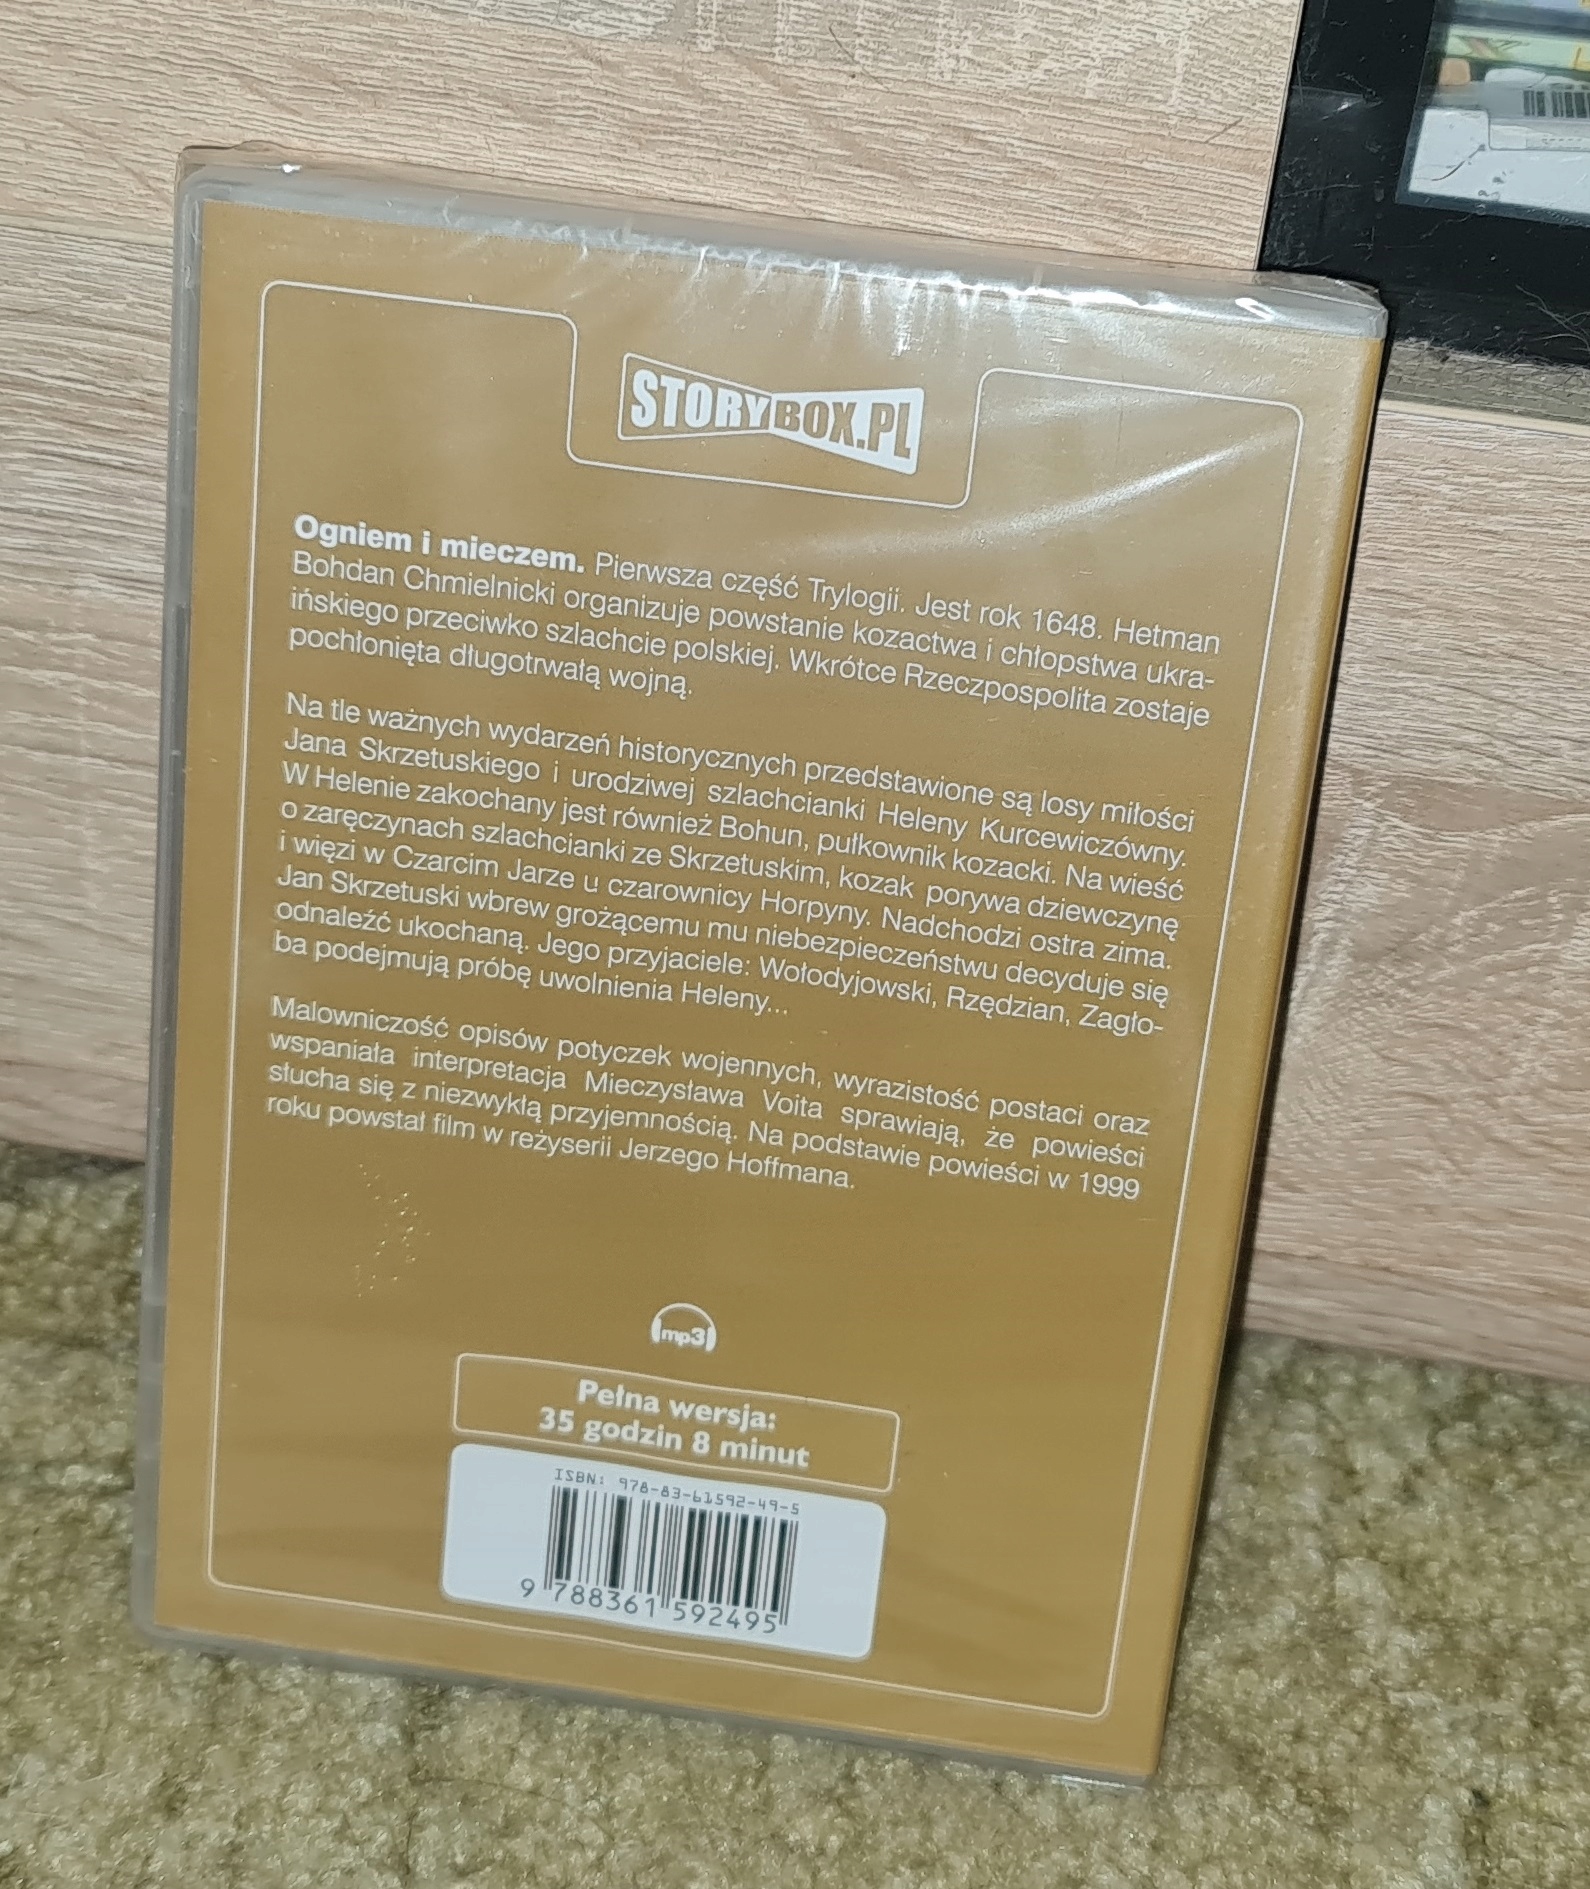 STORYBOX.PL
Ogniem i mieczem. Pierwsza część Trylogii. Jest rok 1648. Hetman
Bohdan Chmielnicki organizuje powstanie kozactwa i chłopstwa ukra-
ińskiego przeciwko szlachcie polskiej. Wkrótce Rzeczpospolita zostaje
pochłonięta długotrwałą wojną.
Na tle ważnych wydarzeń historycznych przedstawione są losy miłości
Jana Skrzetuskiego i urodziwej szlachcianki Heleny Kurcewiczówny.
W Helenie zakochany jest również Bohun, pułkownik kozacki. Na wieść
o zaręczynach szlachcianki ze Skrzetuskim, kozak porywa dziewczynę
i więzi w Czarcim Jarze u czarownicy Horpyny. Nadchodzi ostra zima.
Jan Skrzetuski wbrew grożącemu mu niebezpieczeństwu decyduje się
odnaleźć ukochaną. Jego przyjaciele: Wołodyjowski, Rzędzian, Zagło-
ba podejmują próbę uwolnienia Heleny...
Malowniczość opisów potyczek wojennych, wyrazistość postaci oraz
wspaniała interpretacja Mieczysława Voita sprawiają, że powieści
słucha się z niezwykłą przyjemnością. Na podstawie powieści w 1999
roku powstał film w reżyserii Jerzego Hoffmana.
mp3
Pełna wersja:
35 godzin 8 minut
ISBN: 978-83-61592-49-5
9 788361 592495